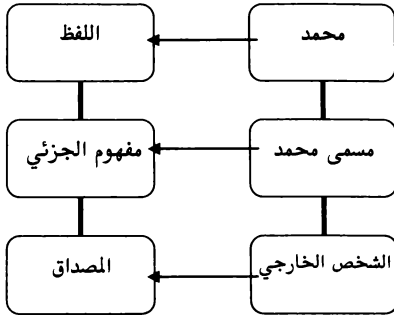 محمد
اللفظ
مسمى محمد
مفهوم الجزئي
الشخص الخارجي
المصداق